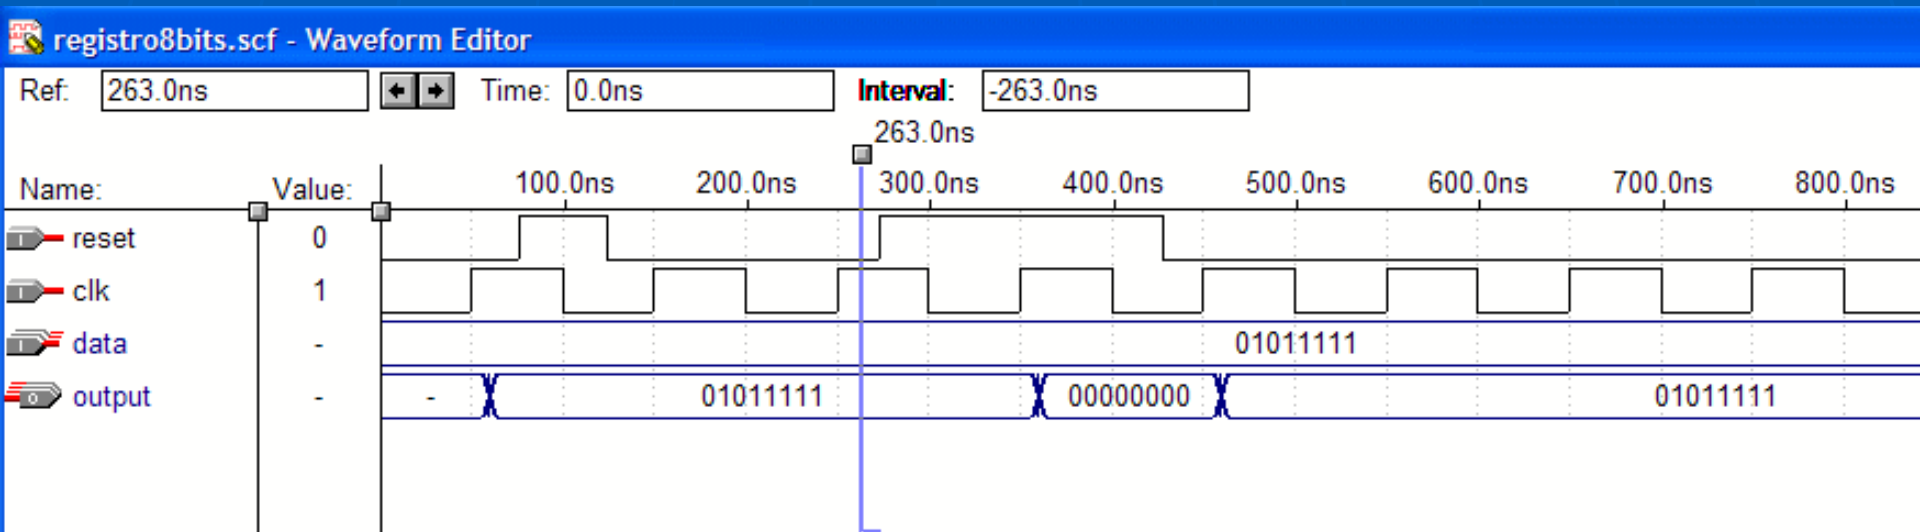 registro8bits.scf - Waveform Editor
Ref: 263.0ns Time: 0.0ns Interval: -263.0ns
263.0ns
Name: Value: 100.0ns 200.0ns 300.0ns 400.0ns 500.0ns 600.0ns 700.0ns 800.0ns
reset 0
clk 1
data - 01011111
output - - 01011111 00000000 01011111